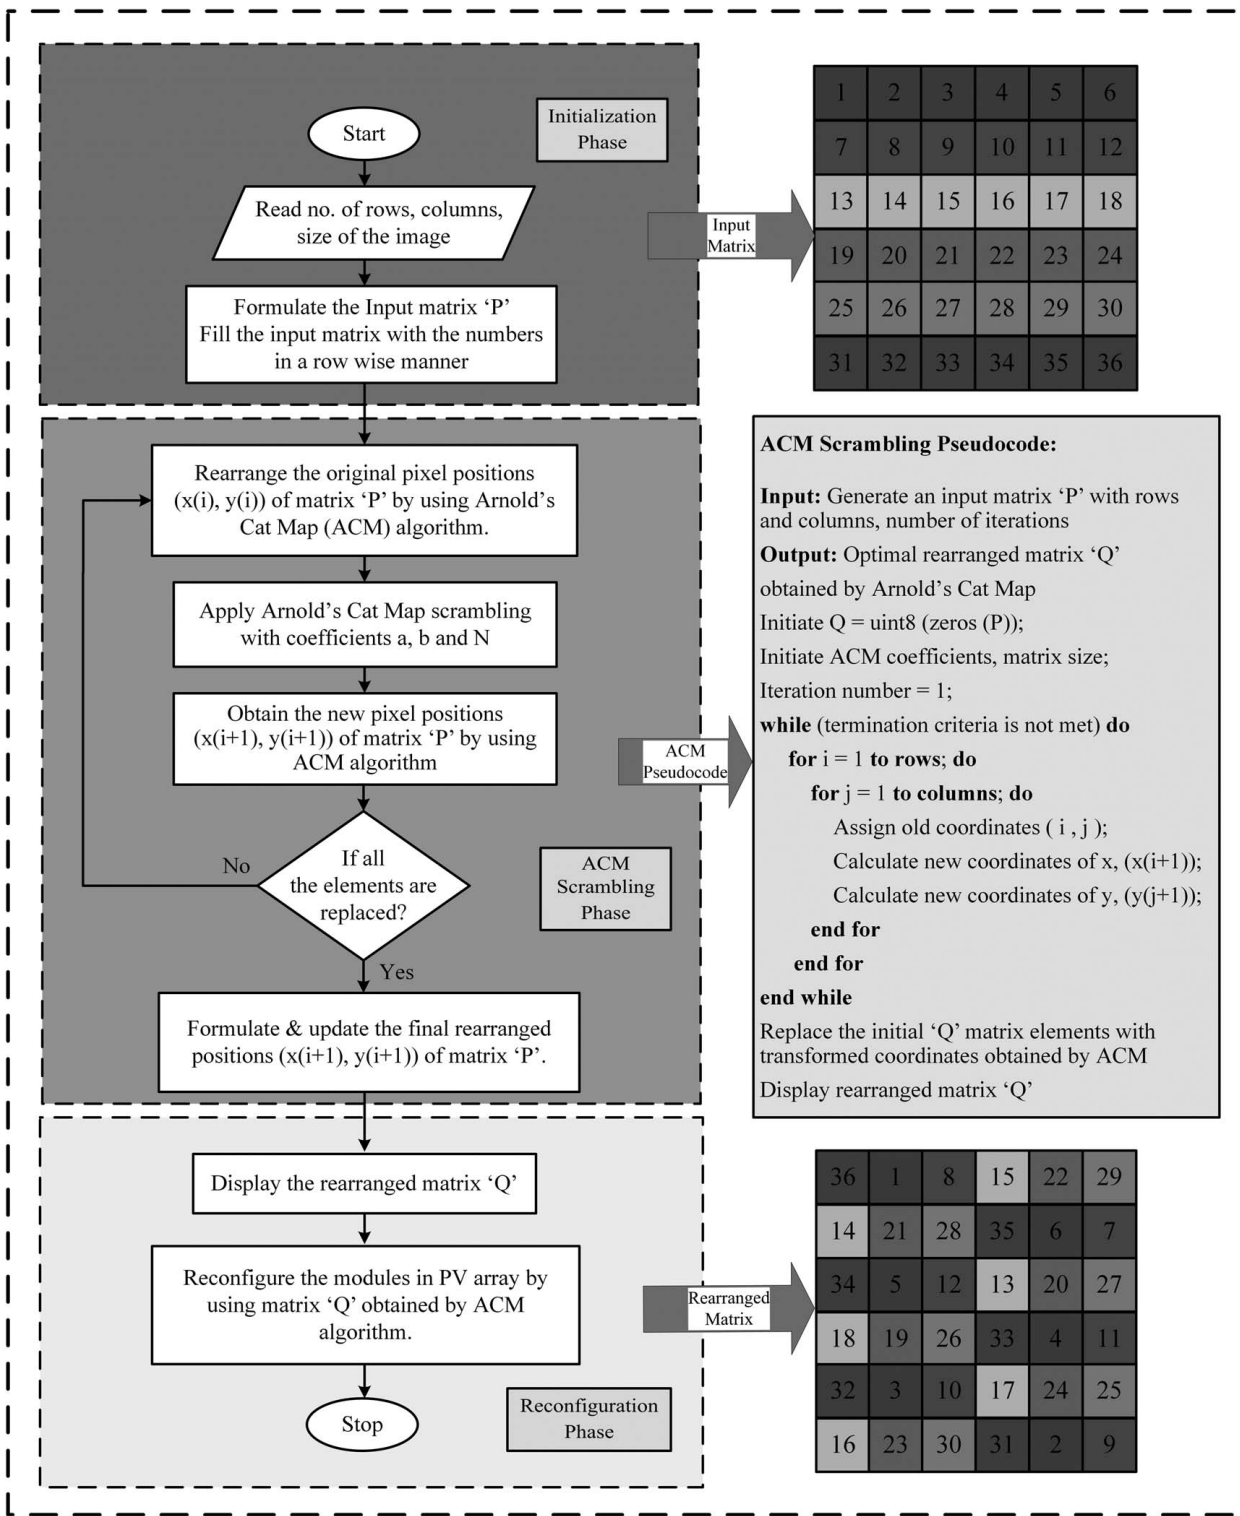 Start
Initialization
Phase
Read no. of rows, columns,
size of the image
Formulate the Input matrix ‘P’
Fill the input matrix with the numbers
in a row wise manner
Input
Matrix
1 2 3 4 5 6
7 8 9 10 11 12
13 14 15 16 17 18
19 20 21 22 23 24
25 26 27 28 29 30
31 32 33 34 35 36
Rearrange the original pixel positions
(x(i), y(i)) of matrix ‘P’ by using Arnold’s
Cat Map (ACM) algorithm.
Apply Arnold’s Cat Map scrambling
with coefficients a, b and N
Obtain the new pixel positions
(x(i+1), y(i+1)) of matrix ‘P’ by using
ACM algorithm
If all
the elements are
replaced?
No
Yes
ACM
Scrambling
Phase
Formulate & update the final rearranged
positions (x(i+1), y(i+1)) of matrix ‘P’.
ACM
Pseudocode
ACM Scrambling Pseudocode:
Input: Generate an input matrix ‘P’ with rows
and columns, number of iterations
Output: Optimal rearranged matrix ‘Q’
obtained by Arnold’s Cat Map
Initiate Q = uint8 (zeros (P));
Initiate ACM coefficients, matrix size;
Iteration number = 1;
while (termination criteria is not met) do
for i = 1 to rows; do
for j = 1 to columns; do
Assign old coordinates ( i , j );
Calculate new coordinates of x, (x(i+1));
Calculate new coordinates of y, (y(j+1));
end for
end for
end while
Replace the initial ‘Q’ matrix elements with
transformed coordinates obtained by ACM
Display rearranged matrix ‘Q’
Display the rearranged matrix ‘Q’
Reconfigure the modules in PV array by
using matrix ‘Q’ obtained by ACM
algorithm.
Stop
Reconfiguration
Phase
Rearranged
Matrix
36 1 8 15 22 29
14 21 28 35 6 7
34 5 12 13 20 27
18 19 26 33 4 11
32 3 10 17 24 25
16 23 30 31 2 9